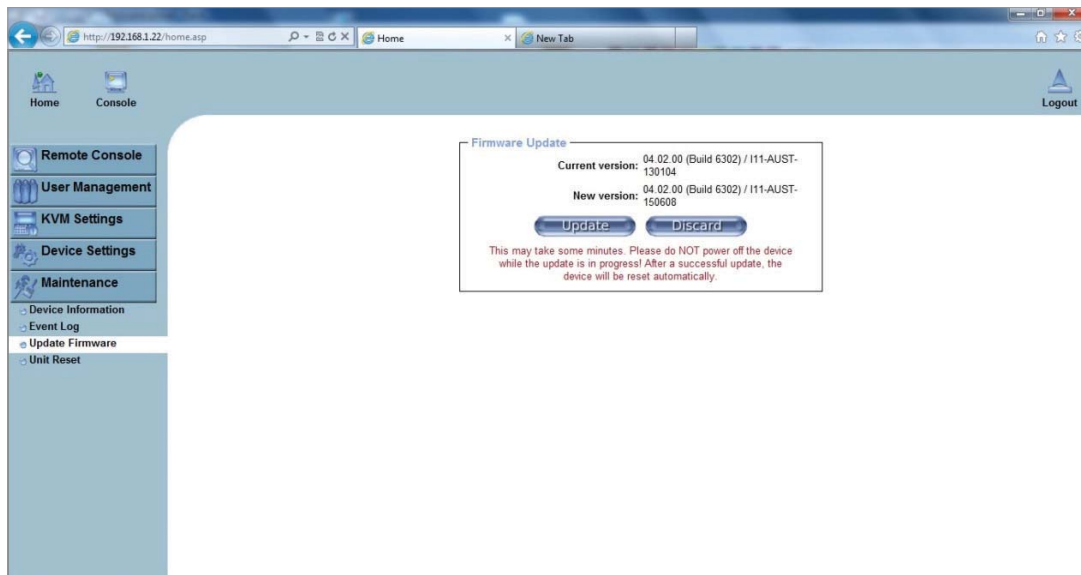 http://192.168.1.22/home.asp
Home
New Tab
Home
Console
Logout
Remote Console
User Management
KVM Settings
Device Settings
Maintenance
Device Information
Event Log
Update Firmware
Unit Reset
Firmware Update
Current version: 04.02.00 (Build 6302) / I11-AUST-
130104
New version: 04.02.00 (Build 6302) / I11-AUST-
150608
Update Discard
This may take some minutes. Please do NOT power off the device
while the update is in progress! After a successful update, the
device will be reset automatically.